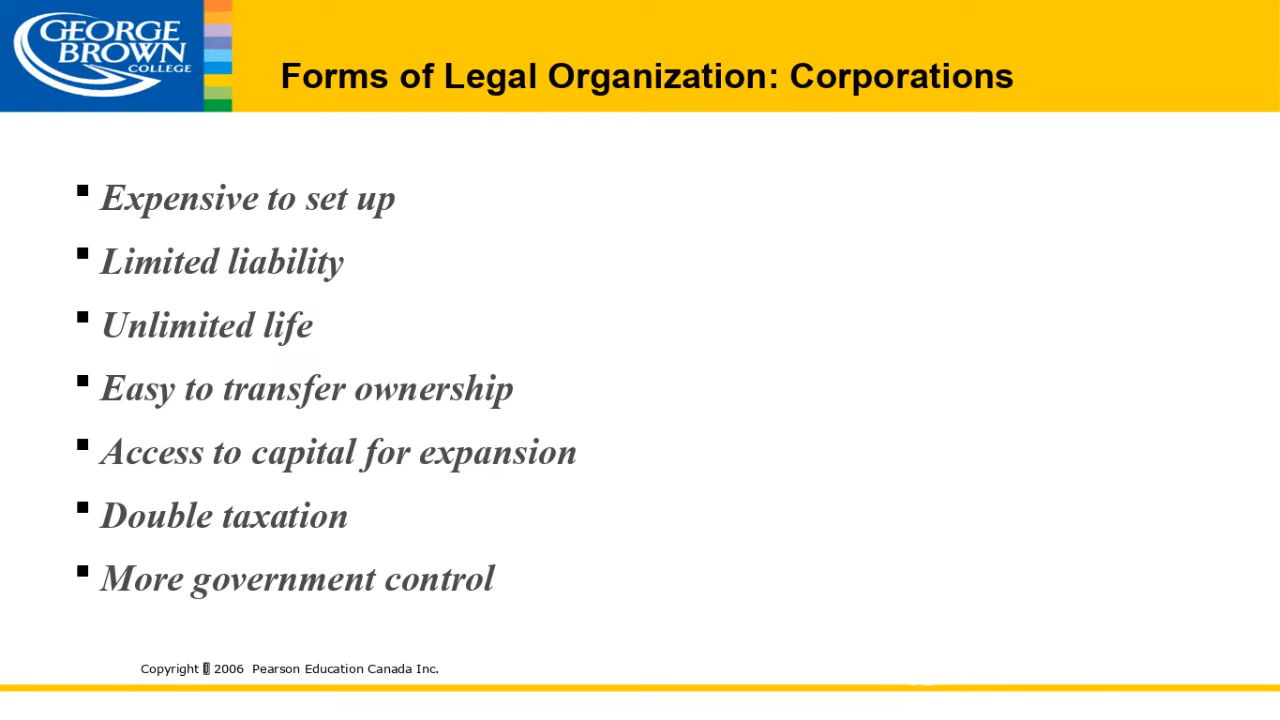 GEORGE
BROWN
COLLEGE
Forms of Legal Organization: Corporations
Expensive to set up
Limited liability
Unlimited life
Easy to transfer ownership
Access to capital for expansion
Double taxation
More government control
Copyright 2006 Pearson Education Canada Inc.